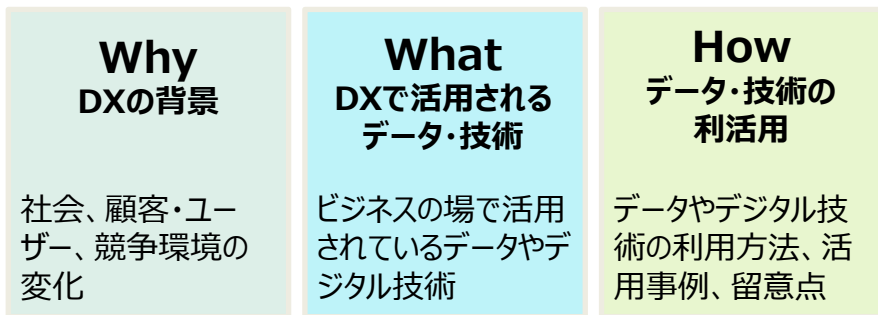 Why
DXの背景
社会、顧客・ユー
ザー、競争環境の
変化
What
DXで活用される
データ・技術
ビジネスの場で活用
されているデータやデ
ジタル技術
How
データ・技術の
利活用
データやデジタル技
術の利用方法、活
用事例、留意点